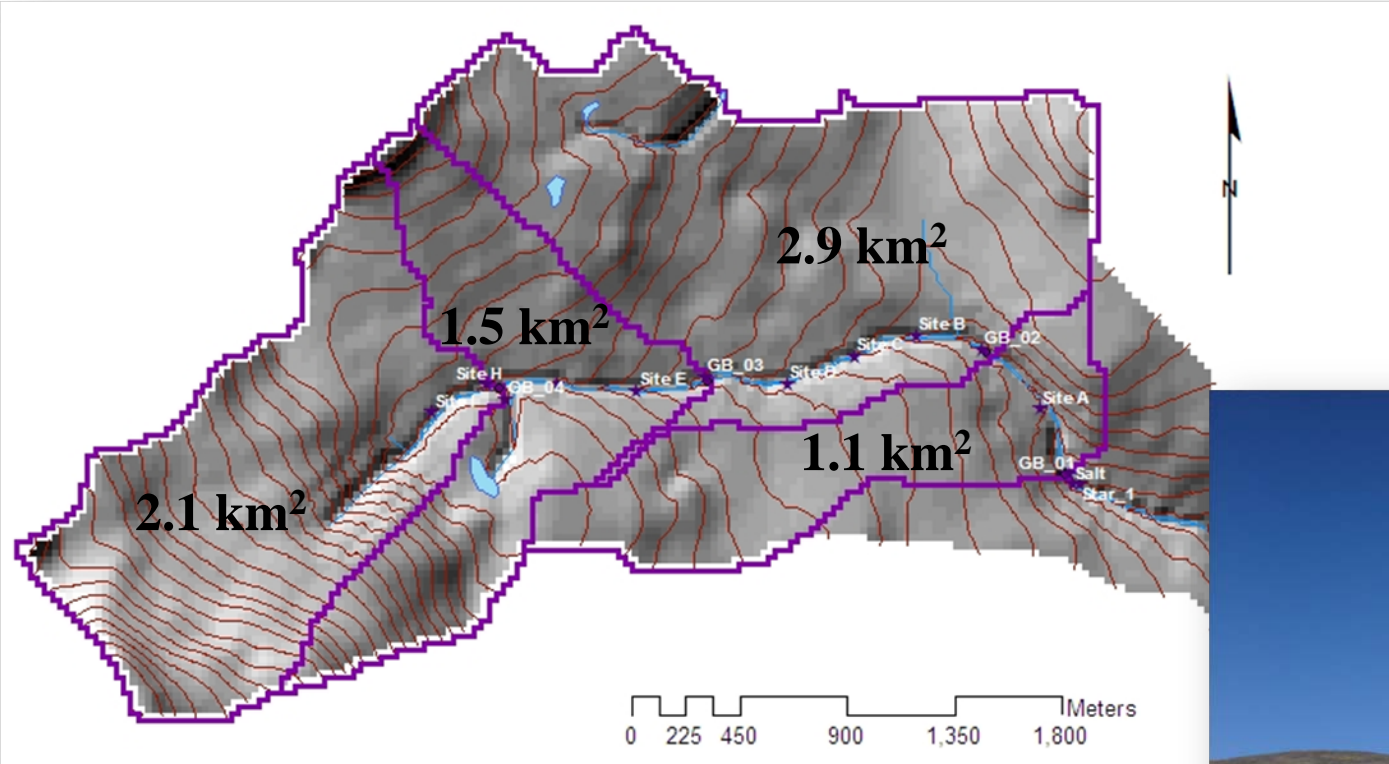 2.9 km²
N
1.5 km²
Site B
GB_02
Site C
GB_03
Site D
Site H
Site E
GB_04
Site A
1.1 km²
GB_01
Salt
Star_1
2.1 km²
Meters
0 225 450 900 1,350 1,800